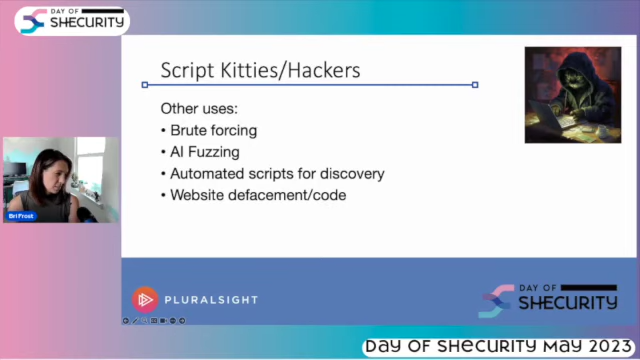 DAY OF
SHECURITY
Script Kitties/Hackers
Other uses:
• Brute forcing
• AI Fuzzing
• Automated scripts for discovery
• Website defacement/code
Bri Frost
PLURALSIGHT
DAY OF
SHECURITY
DAY OF SHECURITY MAY 2023